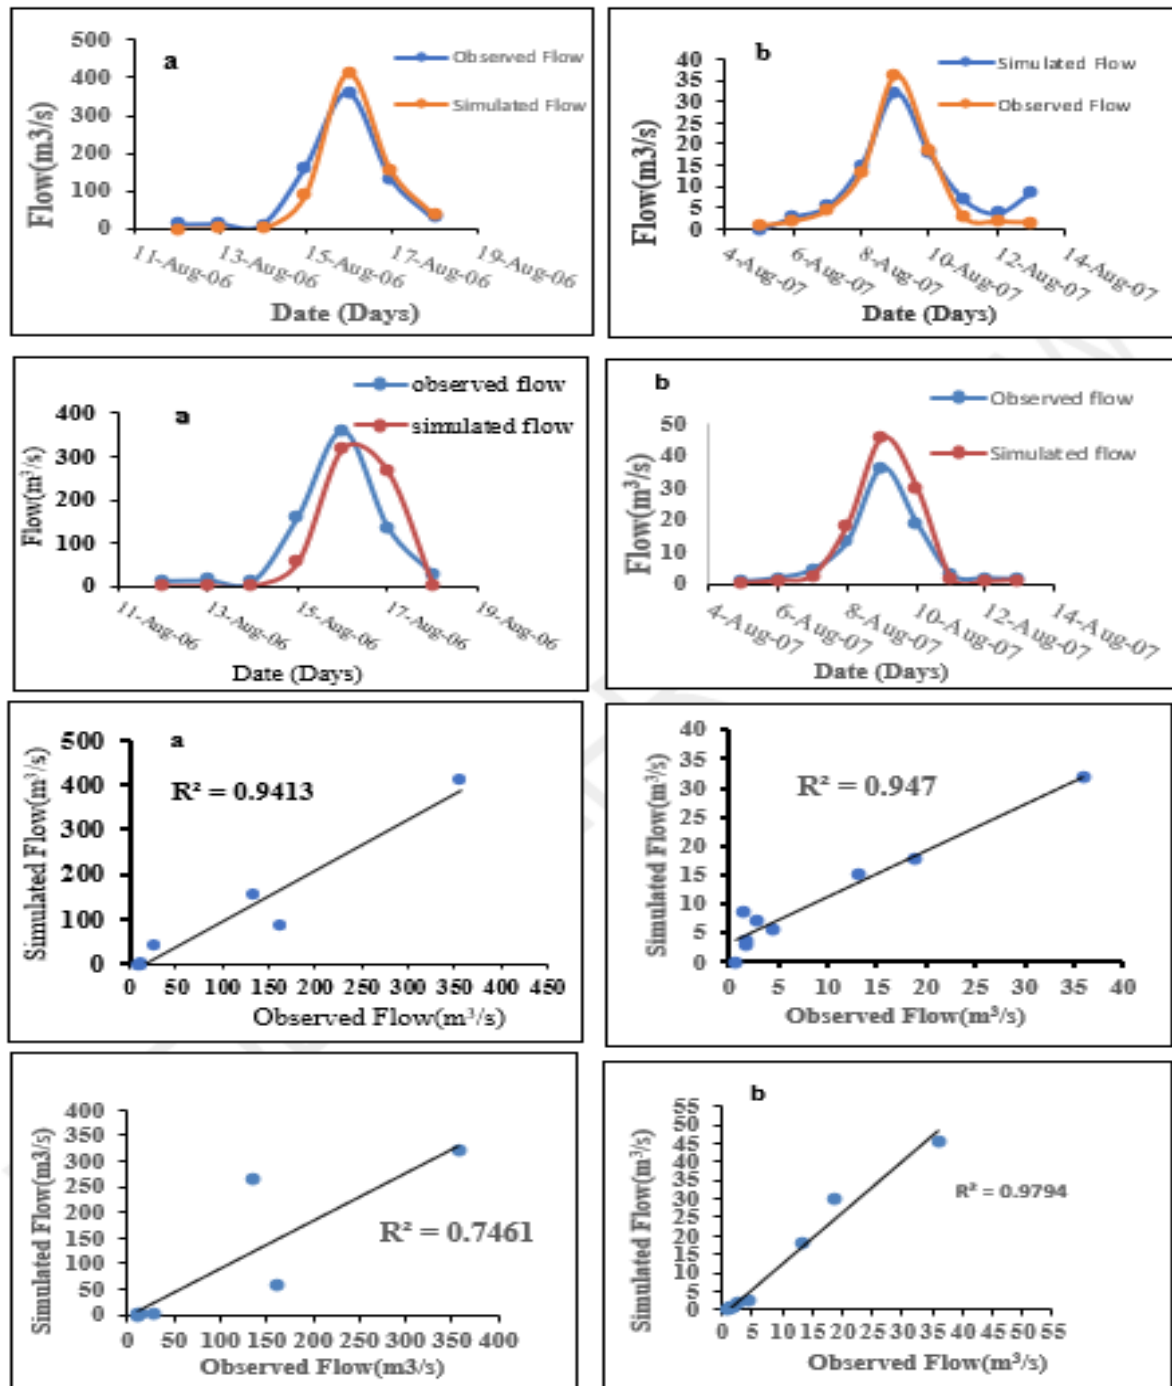 a
Observed Flow
Simulated Flow
500
400
300
200
100
0
Flow(m3/s)
11-Aug-06
13-Aug-06
15-Aug-06
17-Aug-06
19-Aug-06
Date (Days)
b
Simulated Flow
Observed Flow
40
35
30
25
20
15
10
5
0
Flow(m3/s)
4-Aug-07
6-Aug-07
8-Aug-07
10-Aug-07
12-Aug-07
14-Aug-07
Date (Days)
a
observed flow
simulated flow
400
300
200
100
0
Flow(m³/s)
11-Aug-06
13-Aug-06
15-Aug-06
17-Aug-06
19-Aug-06
Date (Days)
b
Observed flow
Simulated flow
50
40
30
20
10
0
Flow(m³/s)
4-Aug-07
6-Aug-07
8-Aug-07
10-Aug-07
12-Aug-07
14-Aug-07
Date (Days)
a
R² = 0.9413
500
400
300
200
100
0
Simulated Flow(m³/s)
0 50 100 150 200 250 300 350 400 450
Observed Flow(m³/s)
R² = 0.947
40
35
30
25
20
15
10
5
0
Simulated Flow(m³/s)
0 5 10 15 20 25 30 35 40
Observed Flow(m³/s)
R² = 0.7461
400
350
300
250
200
150
100
50
0
Simulated Flow(m3/s)
0 50 100 150 200 250 300 350 400
Observed Flow(m3/s)
b
R² = 0.9794
55
50
45
40
35
30
25
20
15
10
5
0
Simulated Flow(m³/s)
0 5 10 15 20 25 30 35 40 45 50 55
Observed Flow(m³/s)